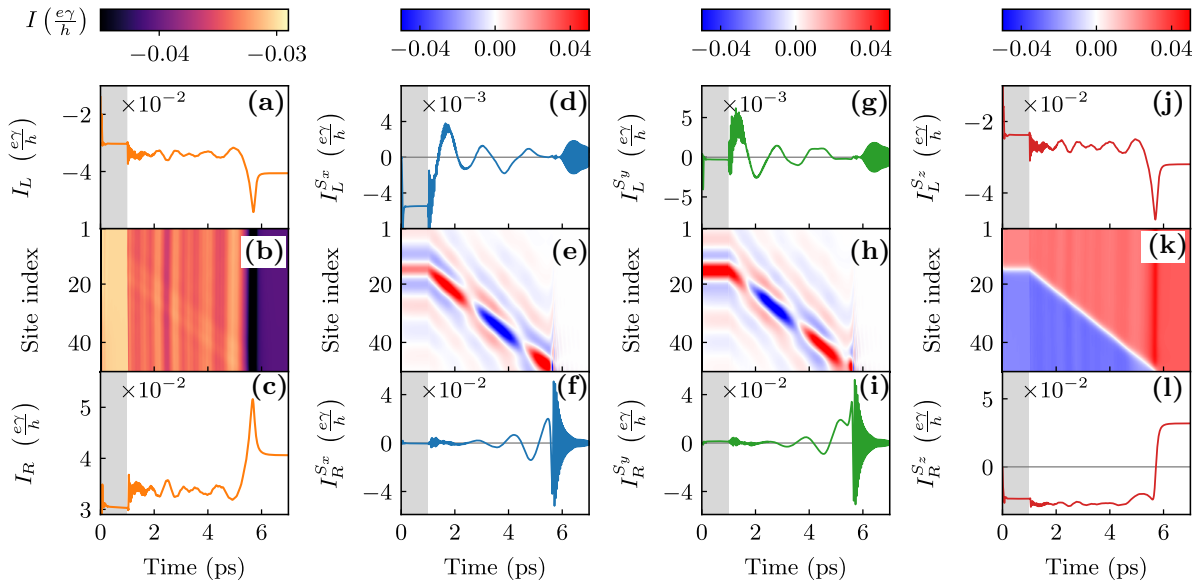 I (eγ/h)
−0.04 −0.03
−0.04 0.00 0.04
−0.04 0.00 0.04
−0.04 0.00 0.04
×10⁻² (a)
I_L (eγ/h)
−2
−4
×10⁻³ (d)
I_L^{S_x} (eγ/h)
4
0
−4
×10⁻³ (g)
I_L^{S_y} (eγ/h)
5
0
−5
×10⁻² (j)
I_L^{S_z} (eγ/h)
−2
−4
(b)
Site index
1
20
40
(e)
Site index
1
20
40
(h)
Site index
1
20
40
(k)
Site index
1
20
40
×10⁻² (c)
I_R (eγ/h)
5
4
3
0 2 4 6
Time (ps)
×10⁻² (f)
I_R^{S_x} (eγ/h)
4
0
−4
0 2 4 6
Time (ps)
×10⁻² (i)
I_R^{S_y} (eγ/h)
4
0
−4
0 2 4 6
Time (ps)
×10⁻² (l)
I_R^{S_z} (eγ/h)
5
0
0 2 4 6
Time (ps)